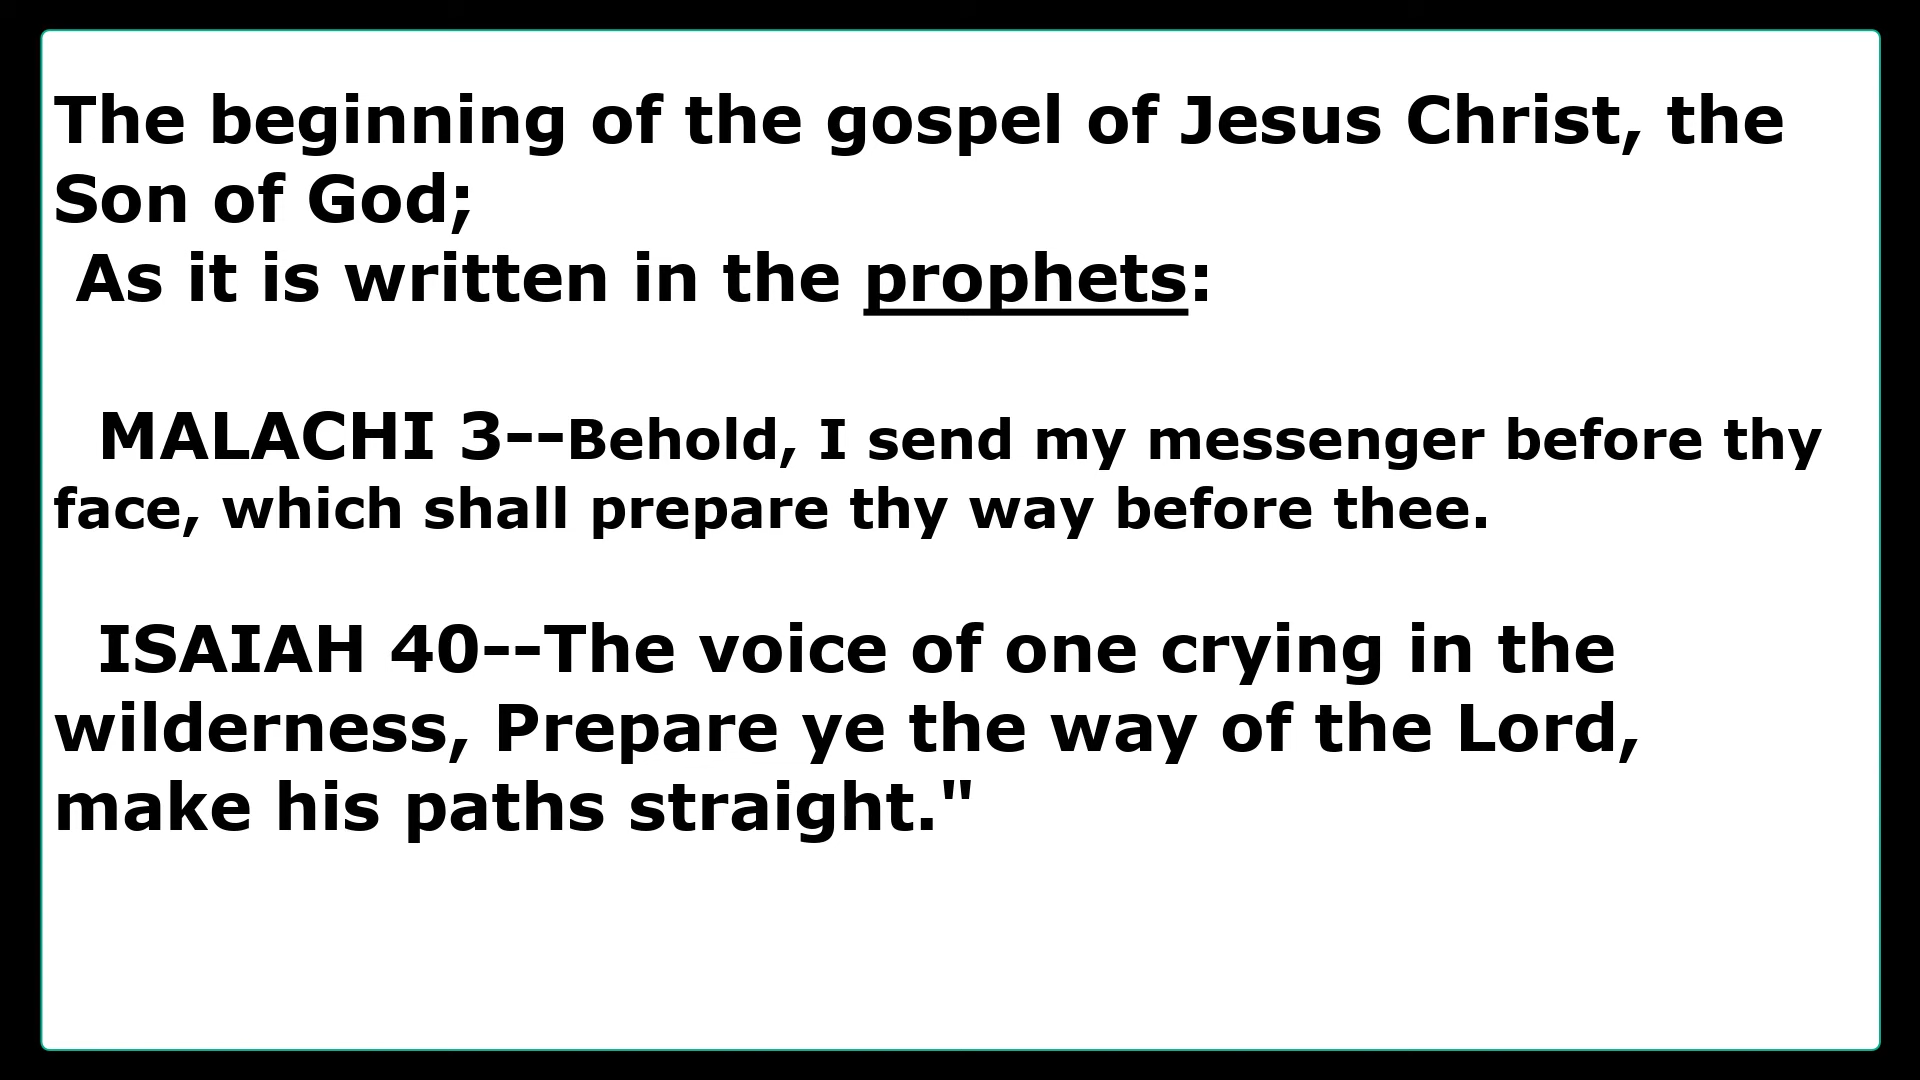 The beginning of the gospel of Jesus Christ, the
Son of God;
As it is written in the prophets:
MALACHI 3--Behold, I send my messenger before thy
face, which shall prepare thy way before thee.
ISAIAH 40--The voice of one crying in the
wilderness, Prepare ye the way of the Lord,
make his paths straight."